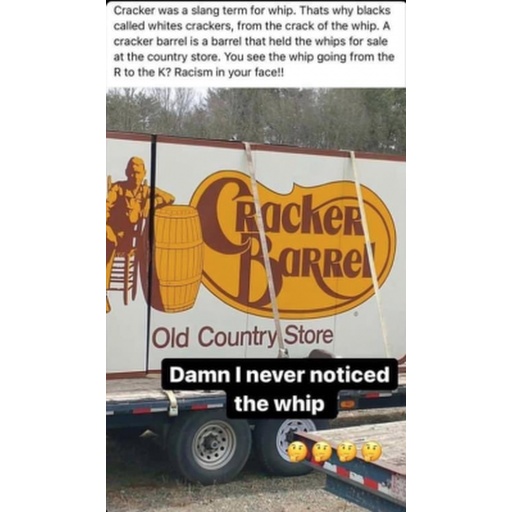 Cracker was a slang term for whip. Thats why blacks
called whites crackers, from the crack of the whip. A
cracker barrel is a barrel that held the whips for sale
at the country store. You see the whip going from the
R to the K? Racism in your face!!
Cracker
Barrel
Old Country Store
Damn I never noticed
the whip
🤔🤔🤔🤔